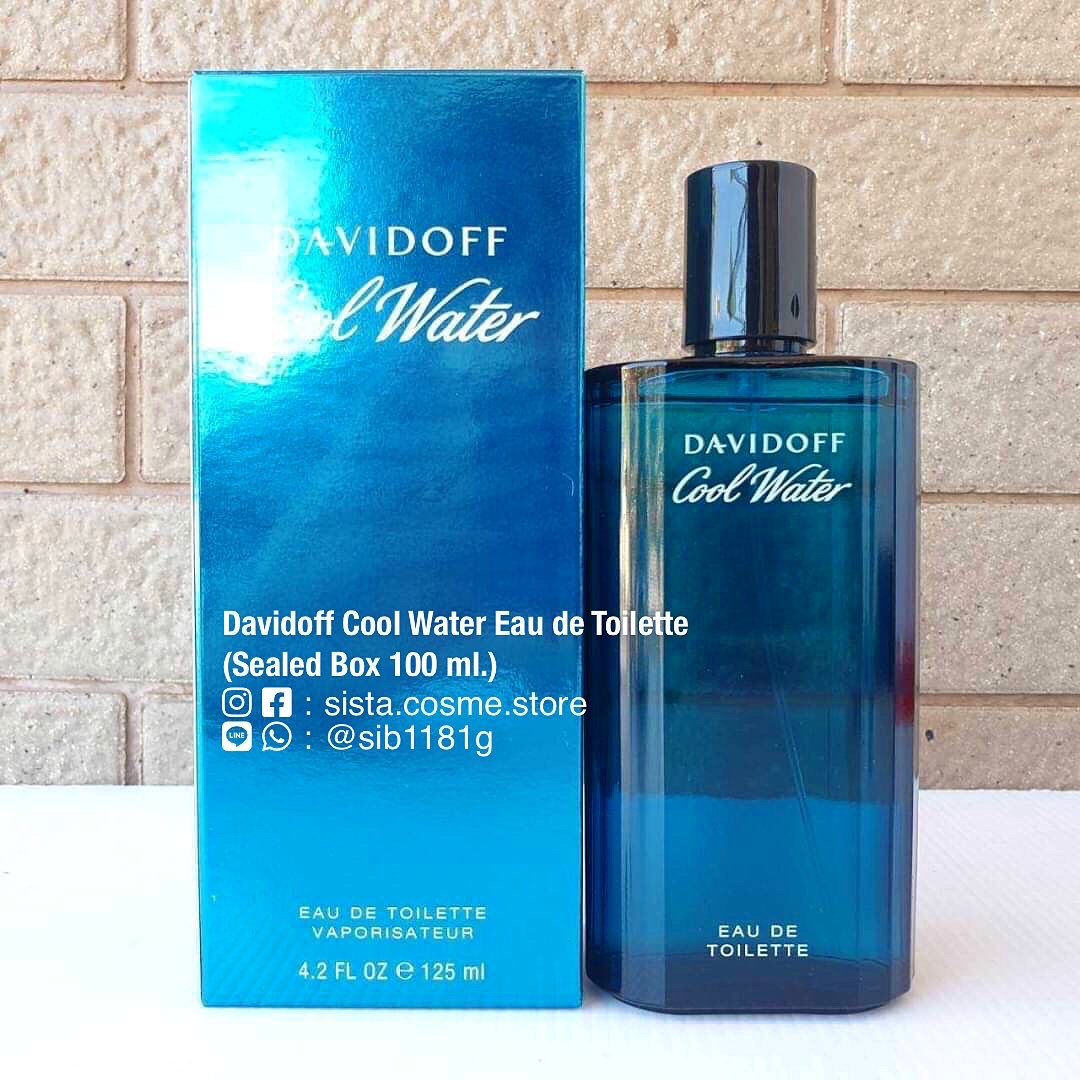 DAVIDOFF
Cool Water
DAVIDOFF
Cool Water
Davidoff Cool Water Eau de Toilette
(Sealed Box 100 ml.)
: sista.cosme.store
LINE : @sib1181g
EAU DE TOILETTE
VAPORISATEUR
4.2 FL OZ e 125 ml
EAU DE
TOILETTE